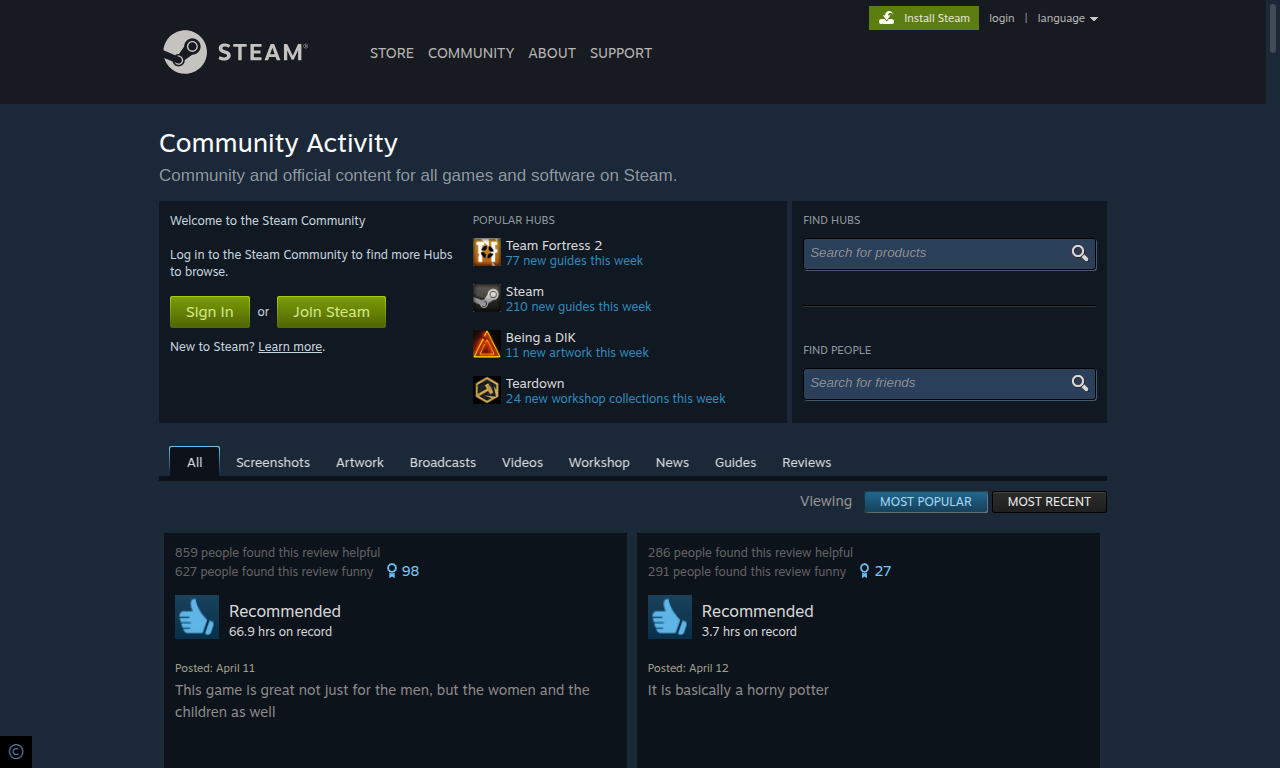 Install Steam login | language
STEAM®
STORE COMMUNITY ABOUT SUPPORT
Community Activity
Community and official content for all games and software on Steam.
Welcome to the Steam Community
Log in to the Steam Community to find more Hubs
to browse.
Sign In or Join Steam
New to Steam? Learn more.
POPULAR HUBS
Team Fortress 2
77 new guides this week
Steam
210 new guides this week
Being a DIK
11 new artwork this week
Teardown
24 new workshop collections this week
FIND HUBS
Search for products
FIND PEOPLE
Search for friends
All Screenshots Artwork Broadcasts Videos Workshop News Guides Reviews
Viewing MOST POPULAR MOST RECENT
859 people found this review helpful
627 people found this review funny 98
Recommended
66.9 hrs on record
Posted: April 11
This game is great not just for the men, but the women and the
children as well
286 people found this review helpful
291 people found this review funny 27
Recommended
3.7 hrs on record
Posted: April 12
It is basically a horny potter
©